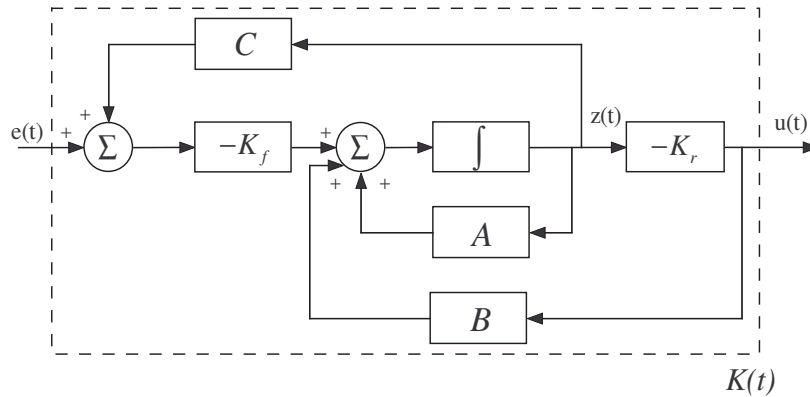 C
+
+
e(t)
+
Σ
−K_f
+
Σ
∫
z(t)
−K_r
u(t)
+
+
A
B
K(t)